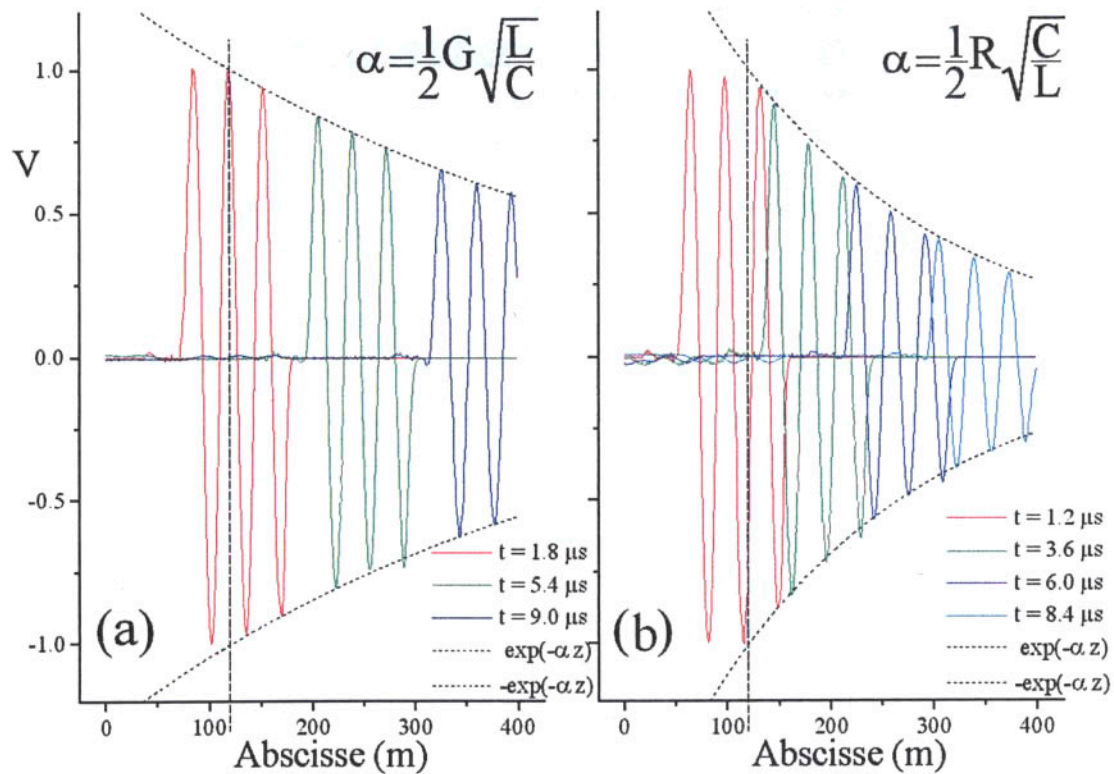 α=1/2 G√L/C
1.0
V
0.5
0.0
-0.5
-1.0
(a)
t = 1.8 µs
t = 5.4 µs
t = 9.0 µs
exp(-α z)
-exp(-α z)
0 100 200 300 400
Abscisse (m)
α=1/2 R√C/L
(b)
t = 1.2 µs
t = 3.6 µs
t = 6.0 µs
t = 8.4 µs
exp(-α z)
-exp(-α z)
0 100 200 300 400
Abscisse (m)